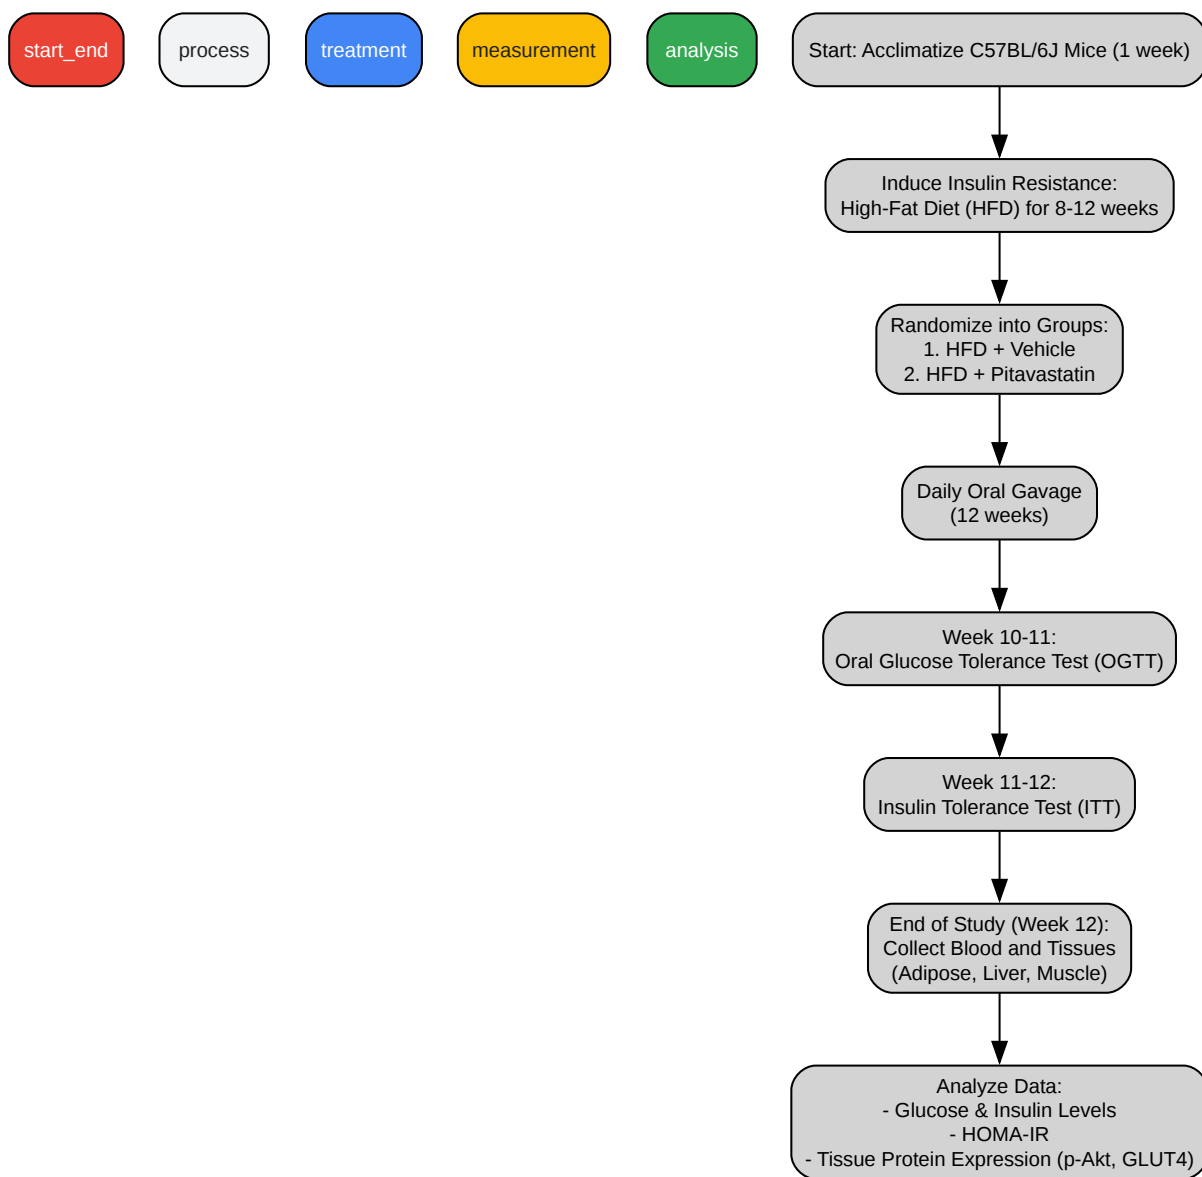 start_end
process
treatment
measurement
analysis
Start: Acclimatize C57BL/6J Mice (1 week)
Induce Insulin Resistance:
High-Fat Diet (HFD) for 8-12 weeks
Randomize into Groups:
1. HFD + Vehicle
2. HFD + Pitavastatin
Daily Oral Gavage
(12 weeks)
Week 10-11:
Oral Glucose Tolerance Test (OGTT)
Week 11-12:
Insulin Tolerance Test (ITT)
End of Study (Week 12):
Collect Blood and Tissues
(Adipose, Liver, Muscle)
Analyze Data:
- Glucose & Insulin Levels
- HOMA-IR
- Tissue Protein Expression (p-Akt, GLUT4)